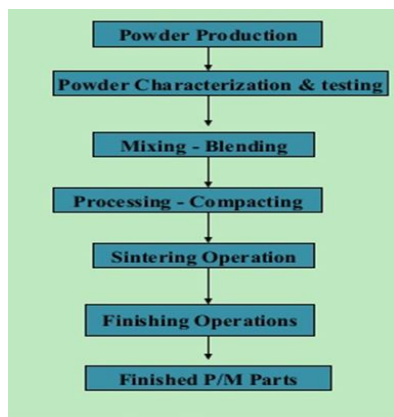 Powder Production
Powder Characterization & testing
Mixing - Blending
Processing - Compacting
Sintering Operation
Finishing Operations
Finished P/M Parts